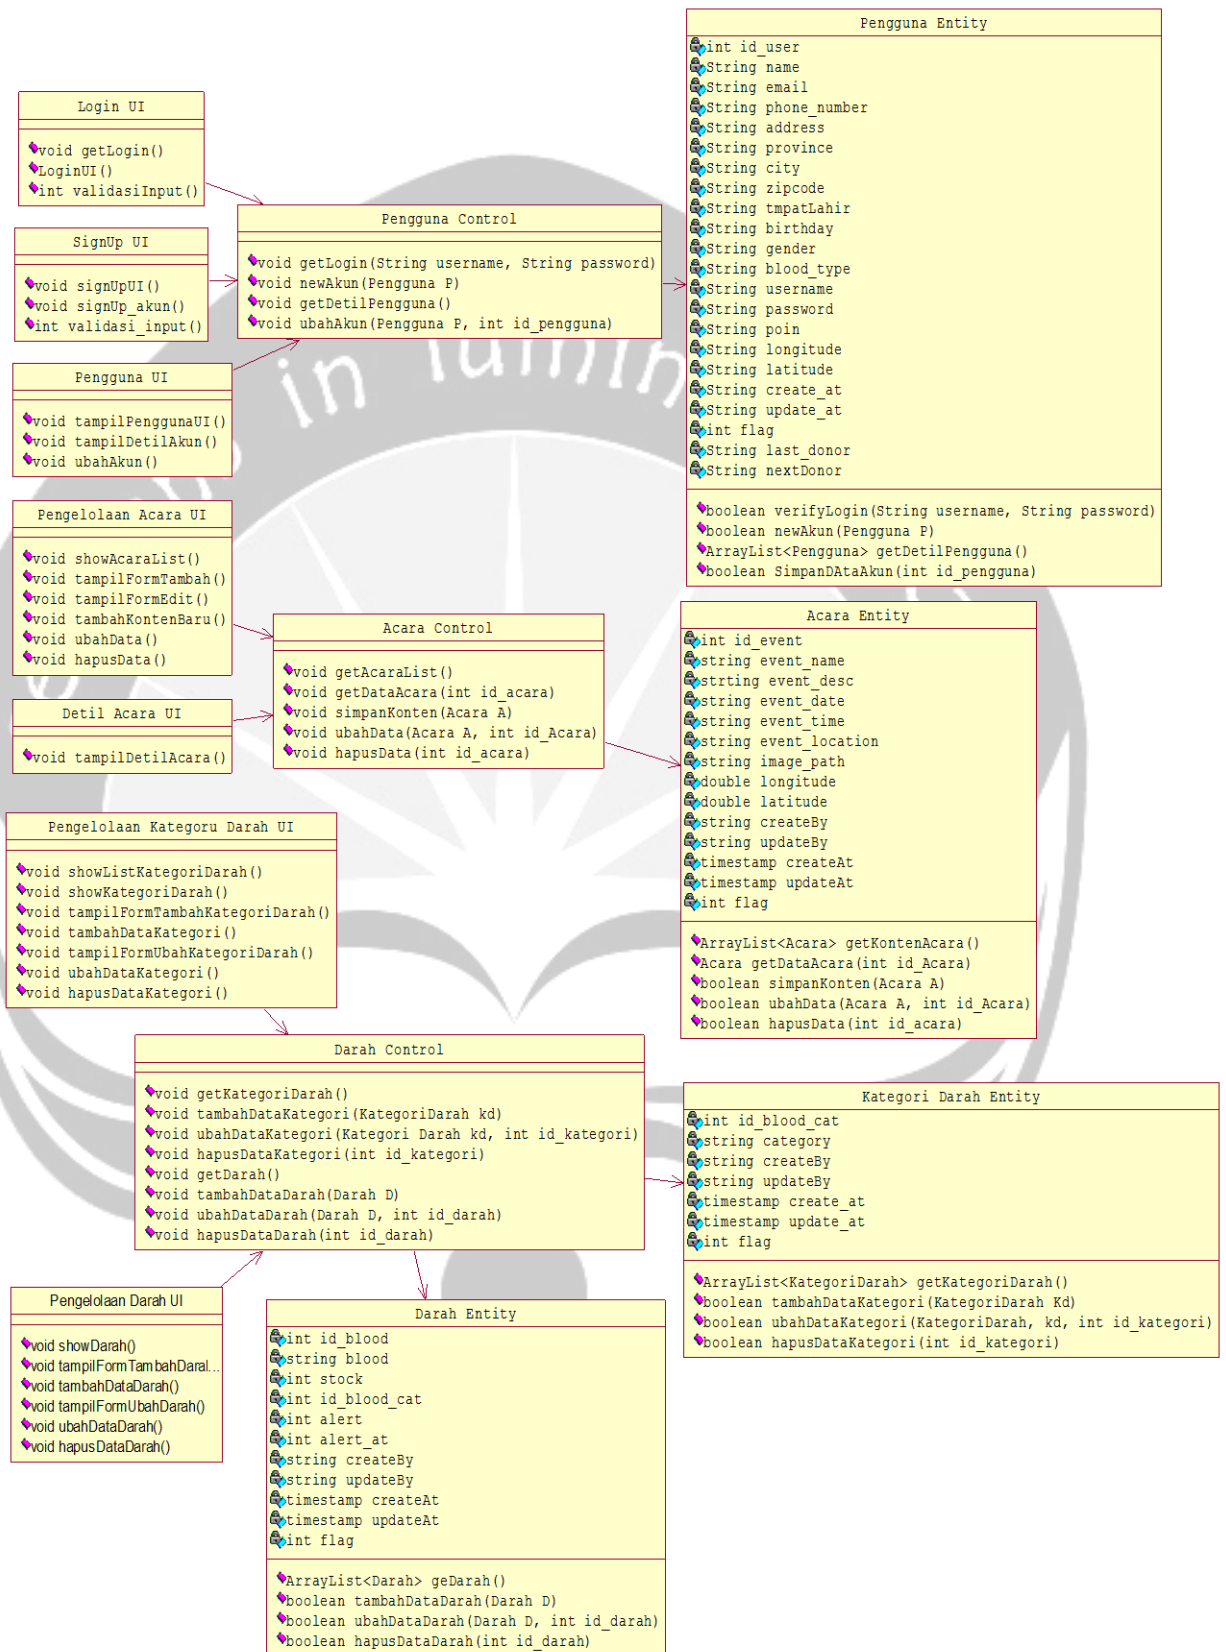 Login UI
void getLogin()
LoginUI()
int validasiInput()
SignUp UI
void signUpUI()
void signUp_akun()
int validasi_input()
Pengguna UI
void tampilPenggunaUI()
void tampilDetilAkun()
void ubahAkun()
Pengguna Control
void getLogin(String username, String password)
void newAkun(Pengguna P)
void getDetilPengguna()
void ubahAkun(Pengguna P, int id_pengguna)
Pengguna Entity
int id_user
String name
String email
String phone_number
String address
String province
String city
String zipcode
String tmpatLahir
String birthday
String gender
String blood_type
String username
String password
String poin
String longitude
String latitude
String create_at
String update_at
int flag
String last_donor
String nextDonor
boolean verifyLogin(String username, String password)
boolean newAkun(Pengguna P)
ArrayList<Pengguna> getDetilPengguna()
boolean SimpanDAtaAkun(int id_pengguna)
Pengelolaan Acara UI
void showAcaraList()
void tampilFormTambah()
void tampilFormEdit()
void tambahKontenBaru()
void ubahData()
void hapusData()
Detil Acara UI
void tampilDetilAcara()
Acara Control
void getAcaraList()
void getDataAcara(int id_acara)
void simpanKonten(Acara A)
void ubahData(Acara A, int id_Acara)
void hapusData(int id_acara)
Acara Entity
int id_event
string event_name
strting event_desc
string event_date
string event_time
string event_location
string image_path
double longitude
double latitude
string createBy
string updateBy
timestamp createAt
timestamp updateAt
int flag
ArrayList<Acara> getKontenAcara()
Acara getDataAcara(int id_Acara)
boolean simpanKonten(Acara A)
boolean ubahData(Acara A, int id_Acara)
boolean hapusData(int id_acara)
Pengelolaan Kategoru Darah UI
void showListKategoriDarah()
void showKategoriDarah()
void tampilFormTambahKategoriDarah()
void tambahDataKategori()
void tampilFormUbahKategoriDarah()
void ubahDataKategori()
void hapusDataKategori()
Darah Control
void getKategoriDarah()
void tambahDataKategori(KategoriDarah kd)
void ubahDataKategori(Kategori Darah kd, int id_kategori)
void hapusDataKategori(int id_kategori)
void getDarah()
void tambahDataDarah(Darah D)
void ubahDataDarah(Darah D, int id_darah)
void hapusDataDarah(int id_darah)
Kategori Darah Entity
int id_blood_cat
string category
string createBy
string updateBy
timestamp create_at
timestamp update_at
int flag
ArrayList<KategoriDarah> getKategoriDarah()
boolean tambahDataKategori(KategoriDarah Kd)
boolean ubahDataKategori(KategoriDarah, kd, int id_kategori)
boolean hapusDataKategori(int id_kategori)
Pengelolaan Darah UI
void showDarah()
void tampilFormTambahDaral...
void tambahDataDarah()
void tampilFormUbahDarah()
void ubahDataDarah()
void hapusDataDarah()
Darah Entity
int id_blood
string blood
int stock
int id_blood_cat
int alert
int alert_at
string createBy
string updateBy
timestamp createAt
timestamp updateAt
int flag
ArrayList<Darah> geDarah()
boolean tambahDataDarah(Darah D)
boolean ubahDataDarah(Darah D, int id_darah)
boolean hapusDataDarah(int id_darah)
in